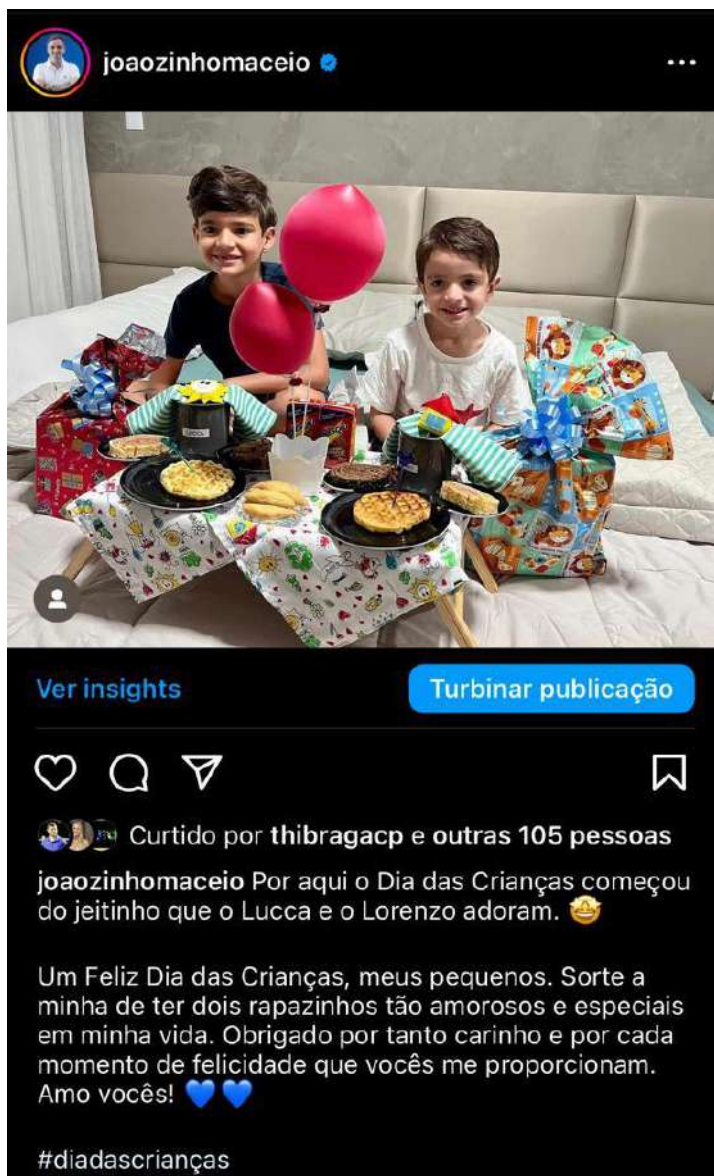 joaozinhomaceio
LUCCA
Ver insights
Turbinar publicação
Curtido por thibragacp e outras 105 pessoas
joaozinhomaceio Por aqui o Dia das Crianças começou
do jeitinho que o Lucca e o Lorenzo adoram. 🤩
Um Feliz Dia das Crianças, meus pequenos. Sorte a
minha de ter dois rapazinhos tão amorosos e especiais
em minha vida. Obrigado por tanto carinho e por cada
momento de felicidade que vocês me proporcionam.
Amo vocês! 💙💙
#diadascrianças